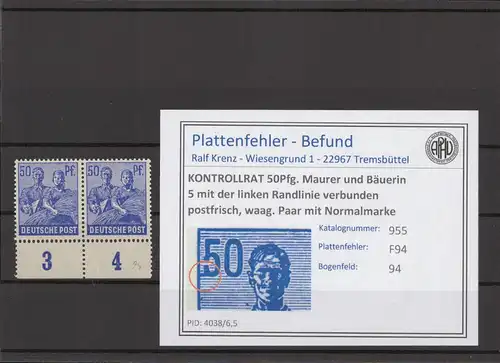 Plattenfehler - Befund
Ralf Krenz - Wiesengrund 1 - 22967 Tremsbüttel
KONTROLLRAT 50Pfg. Maurer und Bäuerin
5 mit der linken Randlinie verbunden
postfrisch, waag. Paar mit Normalmarke
Katalognummer: 955
Plattenfehler: F94
Bogenfeld: 94
50
PID: 4038/6,5
50 PF. 50 PF.
DEUTSCHE POST DEUTSCHE POST
3 4